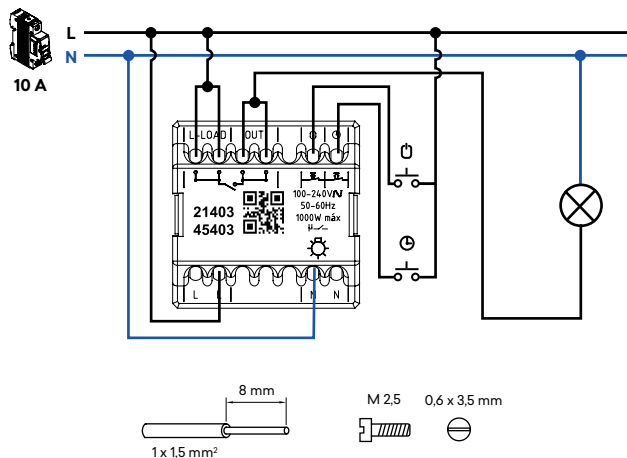 L
N
10 A
L-LOAD OUT
100-240V
50-60Hz
1000W máx
μ
21403
45403
L L N N
8 mm
M 2,5
0,6 x 3,5 mm
1 x 1,5 mm²